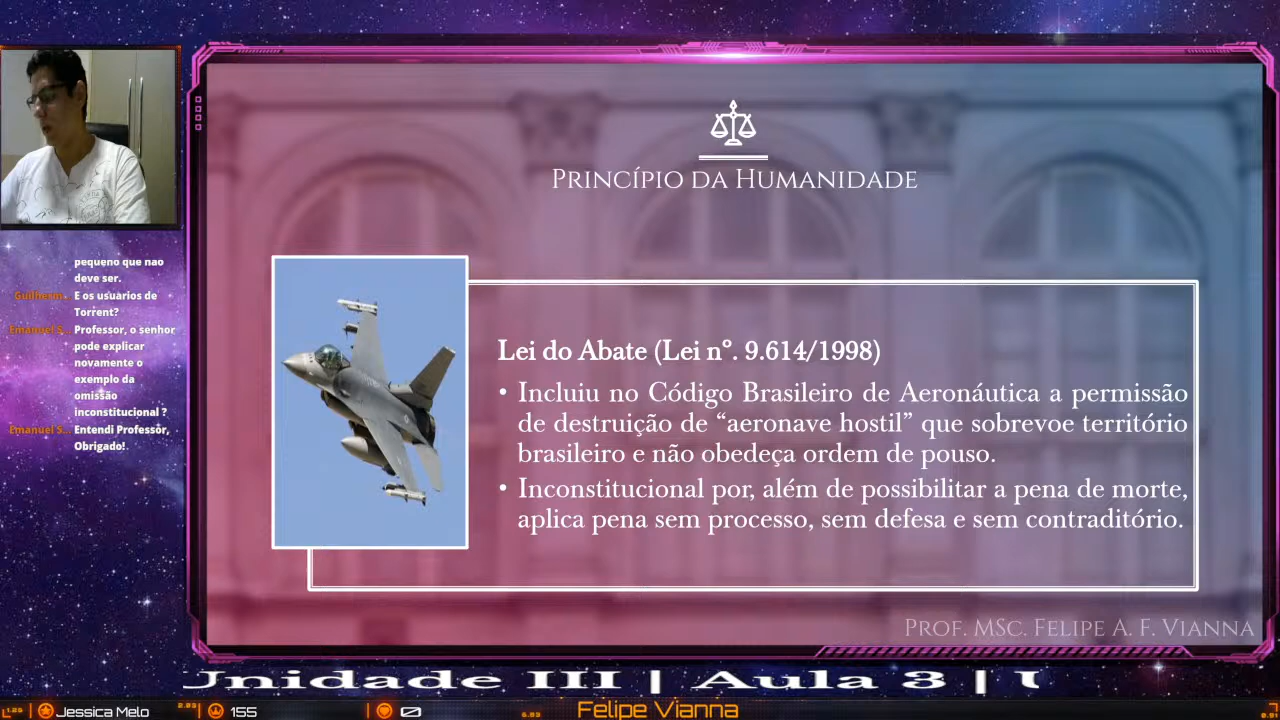 PRINCÍPIO DA HUMANIDADE
Lei do Abate (Lei nº. 9.614/1998)
• Incluiu no Código Brasileiro de Aeronáutica a permissão
de destruição de “aeronave hostil” que sobrevoe território
brasileiro e não obedeça ordem de pouso.
• Inconstitucional por, além de possibilitar a pena de morte,
aplica pena sem processo, sem defesa e sem contraditório.
PROF. MSC. FELIPE A. F. VIANNA
pequeno que nao
deve ser.
Guilherm... E os usuarios de
Torrent?
Emanuel S... Professor, o senhor
pode explicar
novamente o
exemplo da
omissão
inconstitucional ?
Emanuel S... Entendi Professor,
Obrigado!
Unidade III | Aula 3 |
Jessica Melo
155
0
Felipe Vianna